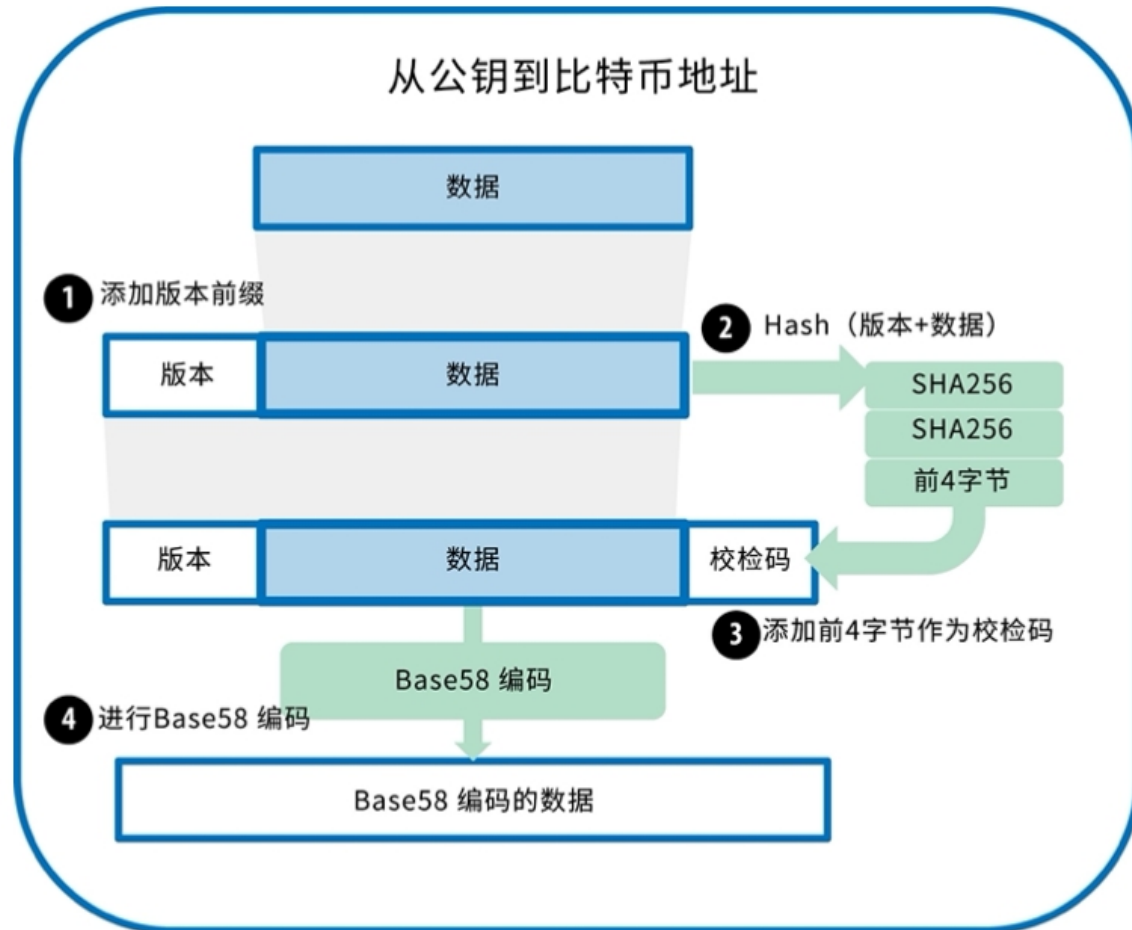 从公钥到比特币地址
数据
1 添加版本前缀
版本 数据
2 Hash（版本+数据）
SHA256
SHA256
前4字节
版本 数据 校检码
3 添加前4字节作为校检码
Base58 编码
4 进行Base58 编码
Base58 编码的数据